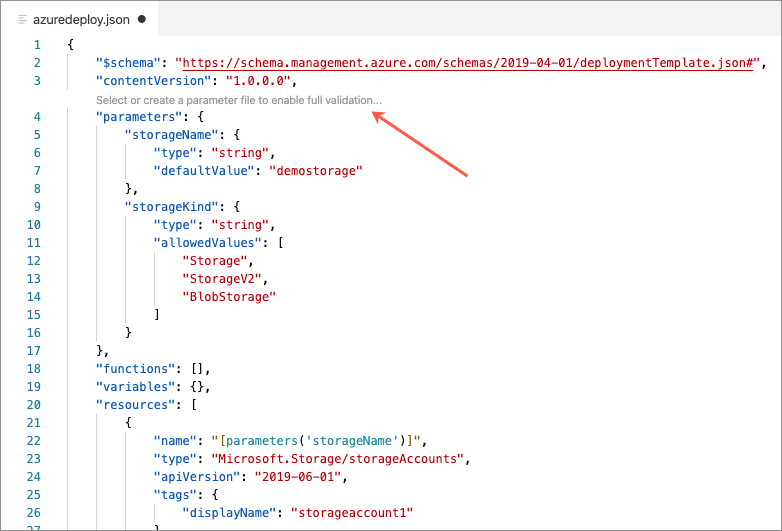 azuredeploy.json
1 {
2 "$schema": "https://schema.management.azure.com/schemas/2019-04-01/deploymentTemplate.json#",
3 "contentVersion": "1.0.0.0",
Select or create a parameter file to enable full validation...
4 "parameters": {
5 "storageName": {
6 "type": "string",
7 "defaultValue": "demostorage"
8 },
9 "storageKind": {
10 "type": "string",
11 "allowedValues": [
12 "Storage",
13 "StorageV2",
14 "BlobStorage"
15 ]
16 }
17 },
18 "functions": [],
19 "variables": {},
20 "resources": [
21 {
22 "name": "[parameters('storageName')]",
23 "type": "Microsoft.Storage/storageAccounts",
24 "apiVersion": "2019-06-01",
25 "tags": {
26 "displayName": "storageaccount1"
27 }